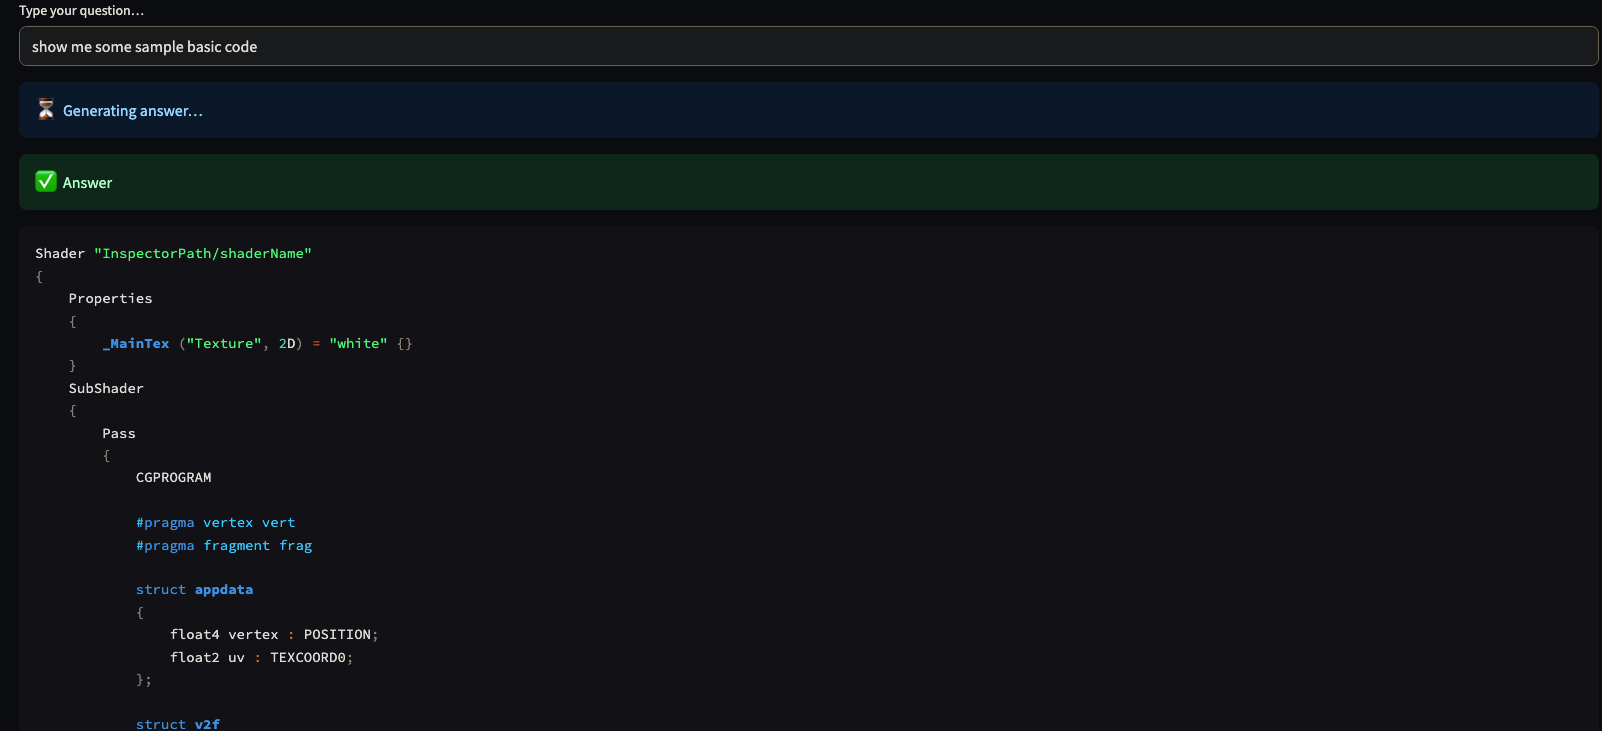 Type your question...
show me some sample basic code
Generating answer...
Answer
Shader "InspectorPath/shaderName"
{
Properties
{
_MainTex ("Texture", 2D) = "white" {}
}
SubShader
{
Pass
{
CGPROGRAM
#pragma vertex vert
#pragma fragment frag
struct appdata
{
float4 vertex : POSITION;
float2 uv : TEXCOORD0;
};
struct v2f